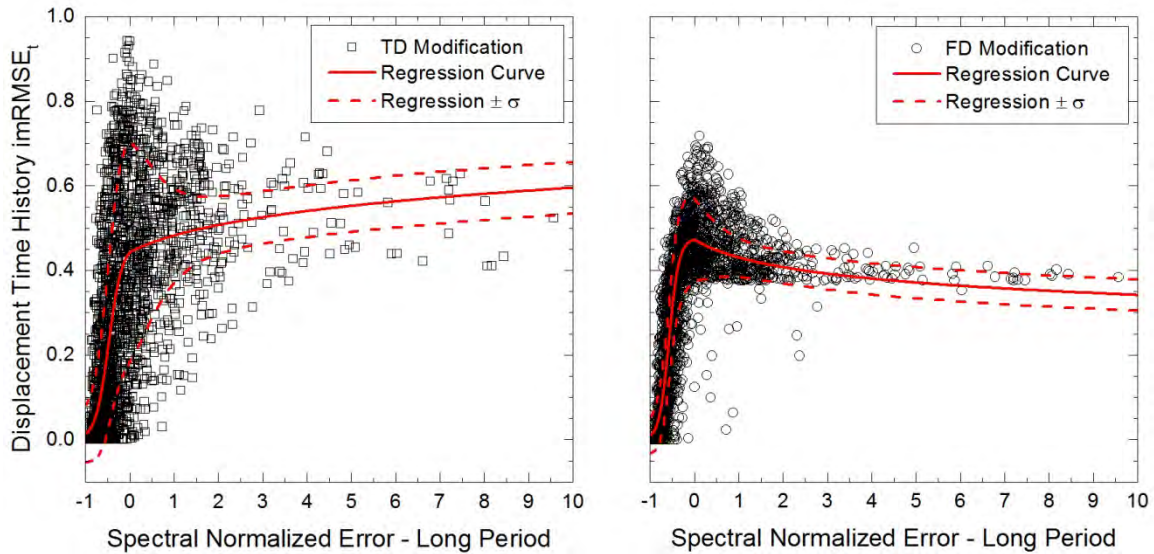 Displacement Time History imRMSE_t
1.0
0.8
0.6
0.4
0.2
0.0
TD Modification
Regression Curve
Regression ± σ
-1 0 1 2 3 4 5 6 7 8 9 10
Spectral Normalized Error - Long Period
FD Modification
Regression Curve
Regression ± σ
-1 0 1 2 3 4 5 6 7 8 9 10
Spectral Normalized Error - Long Period